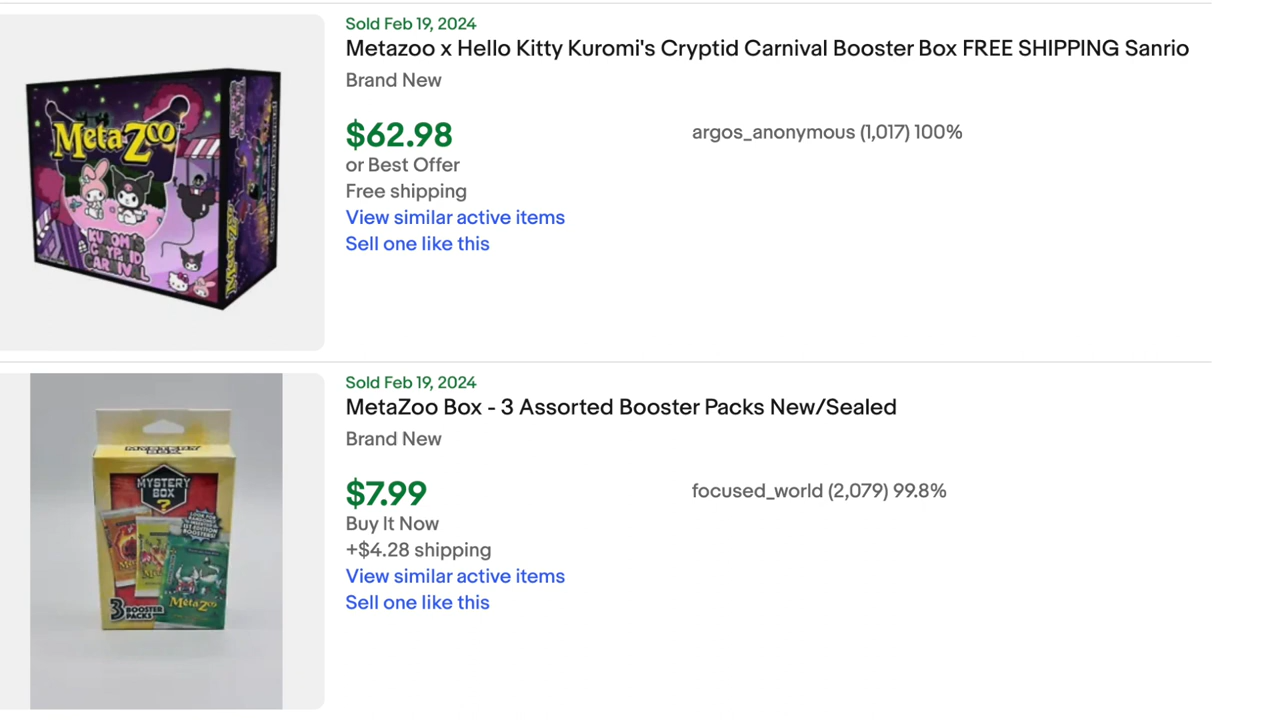 Sold Feb 19, 2024
Metazoo x Hello Kitty Kuromi's Cryptid Carnival Booster Box FREE SHIPPING Sanrio
Brand New
$62.98
argos_anonymous (1,017) 100%
or Best Offer
Free shipping
View similar active items
Sell one like this
MetaZoo
KUROMI'S
CRYPTID
CARNIVAL
MetaZoo
Sold Feb 19, 2024
MetaZoo Box - 3 Assorted Booster Packs New/Sealed
Brand New
$7.99
focused_world (2,079) 99.8%
Buy It Now
+$4.28 shipping
View similar active items
Sell one like this
MYSTERY
BOX
?
MetaZoo
3 BOOSTER
PACKS